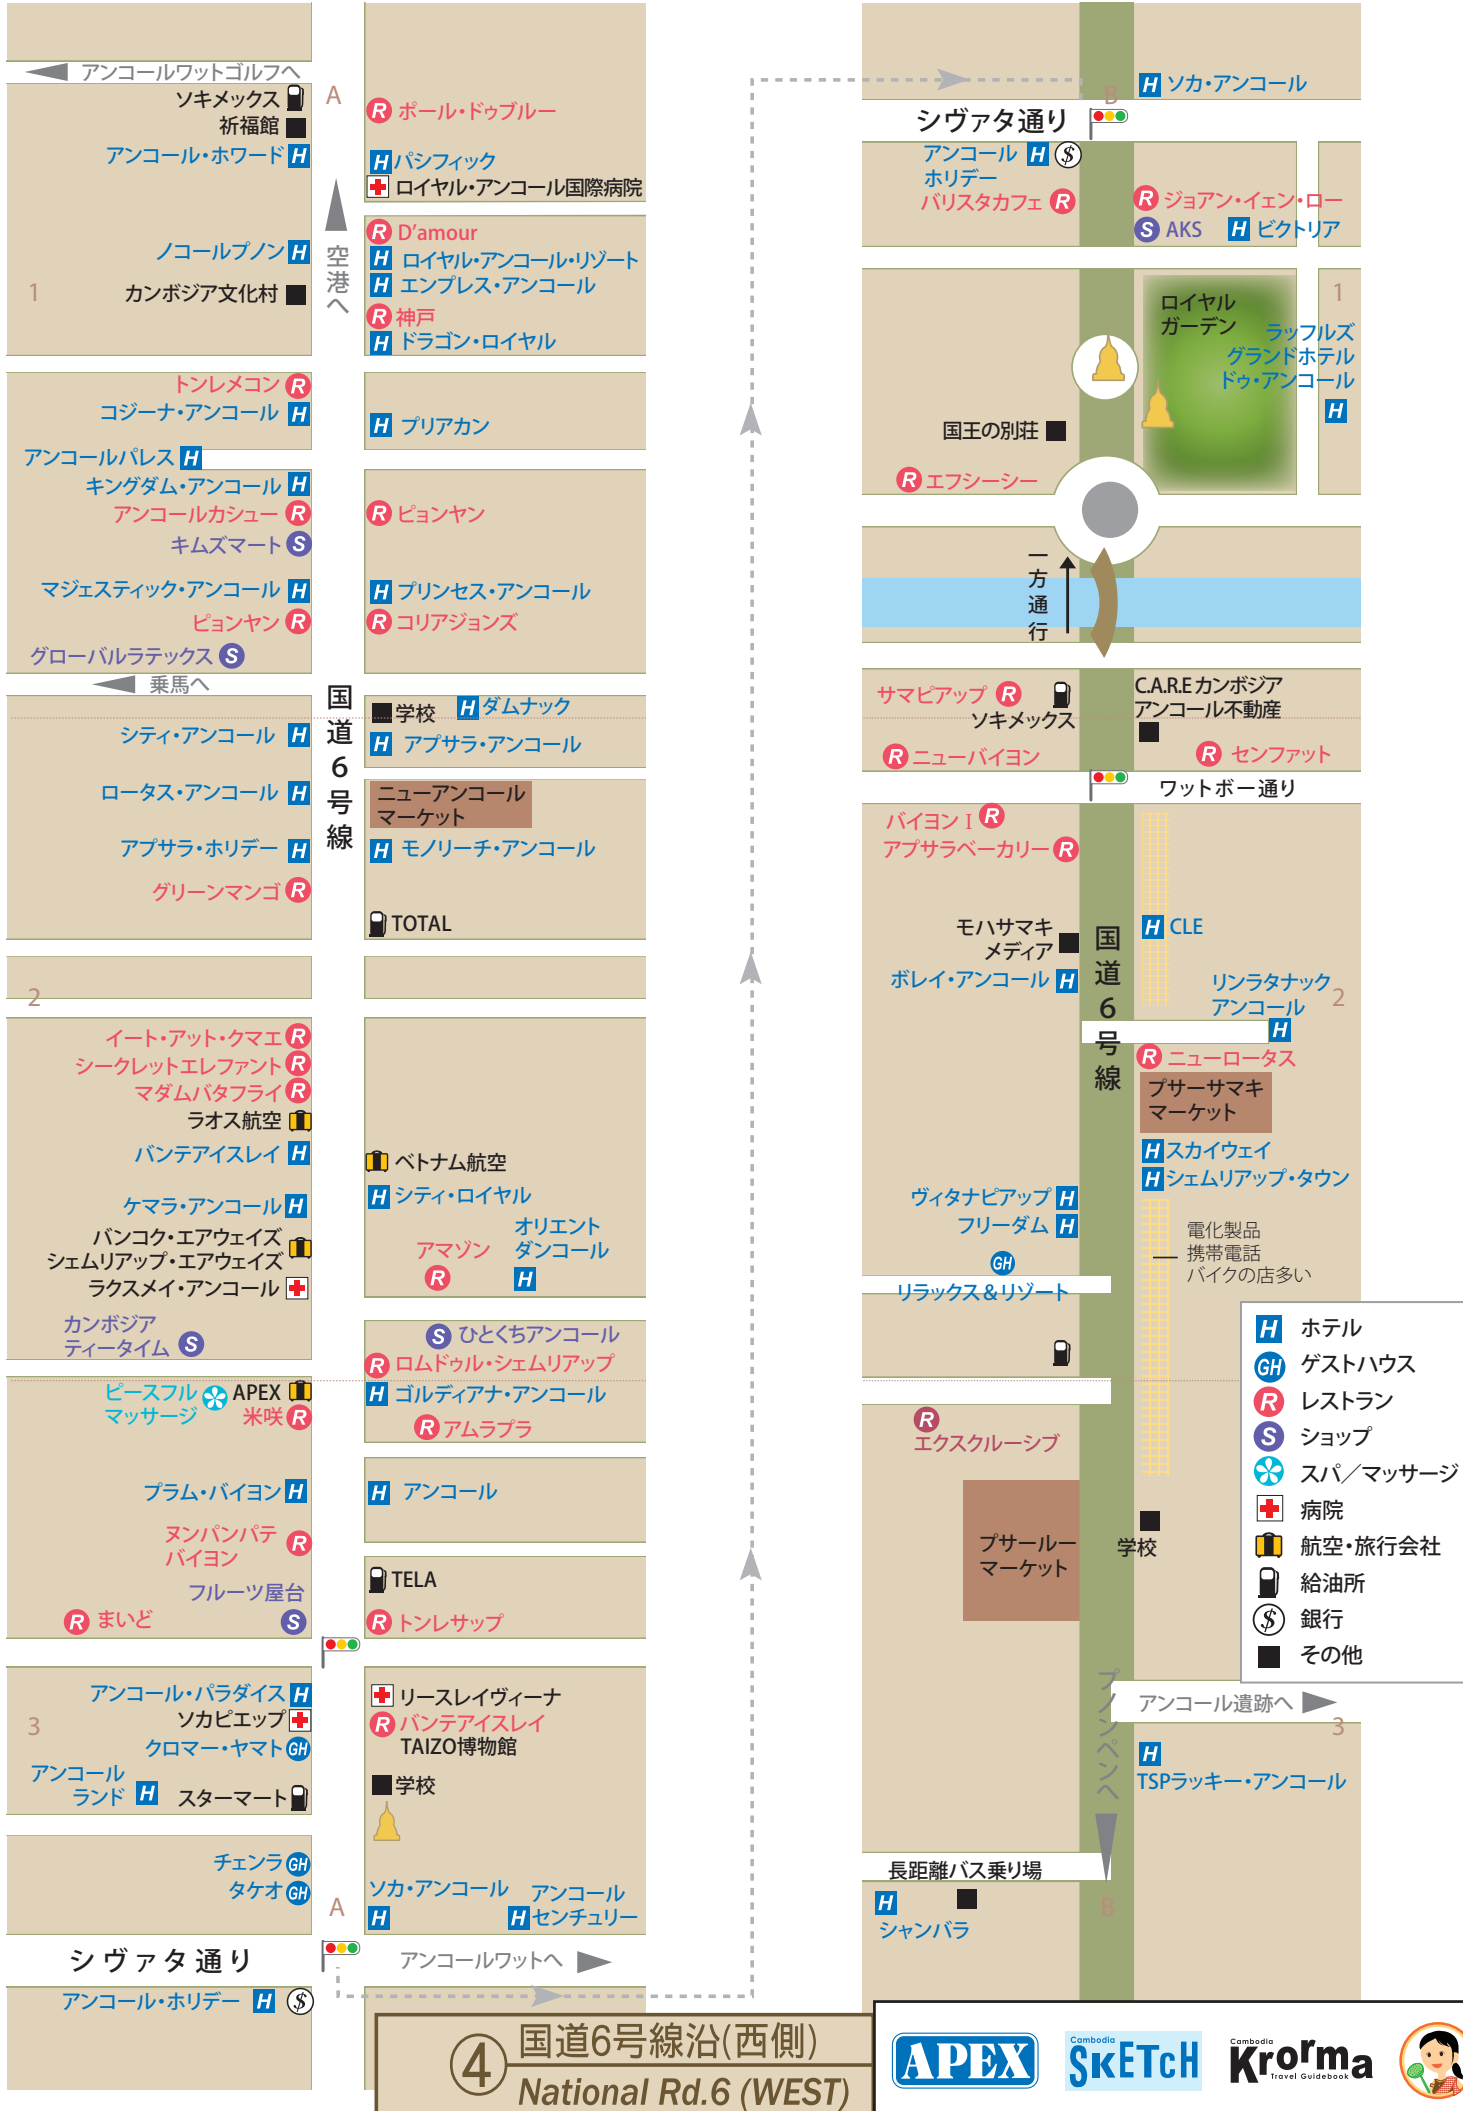 アンコールワットゴルフへ
ソキメックス
祈福館
アンコール・ホワード
A
ポール・ドゥブルー
パシフィック
ロイヤル・アンコール国際病院
空港へ
D'amour
ロイヤル・アンコール・リゾート
エンプレス・アンコール
神戸
ドラゴン・ロイヤル
ノコールプノン
1
カンボジア文化村
トンレメコン
コジーナ・アンコール
プリアカン
アンコールパレス
キングダム・アンコール
アンコールカシュー
キムズマート
ピョンヤン
マジェスティック・アンコール
ピョンヤン
グローバルラテックス
プリンセス・アンコール
コリアジョンズ
乗馬へ
国道6号線
学校
ダムナック
シティ・アンコール
アプサラ・アンコール
ロータス・アンコール
ニューアンコール
マーケット
アプサラ・ホリデー
モノリーチ・アンコール
グリーンマンゴ
TOTAL
2
イート・アット・クマエ
シークレットエレファント
マダムバタフライ
ラオス航空
バンテアイスレイ
ベトナム航空
ケマラ・アンコール
シティ・ロイヤル
バンコク・エアウェイズ
シェムリアップ・エアウェイズ
ラクスメイ・アンコール
アマゾン
オリエント
ダンコール
カンボジア
ティータイム
ひとくちアンコール
ロムドゥル・シェムリアップ
ゴルディアナ・アンコール
アムラプラ
ピースフル
マッサージ
APEX
米咲
プラム・バイヨン
アンコール
ヌンパンパテ
バイヨン
フルーツ屋台
まいど
TELA
トンレサップ
アンコール・パラダイス
ソカピエップ
3
クロマー・ヤマト
アンコール
ランド
スターマート
リースレイヴィーナ
バンテアイスレイ
TAIZO博物館
学校
チェンラ
タケオ
A
ソカ・アンコール
アンコール
センチュリー
シヴァタ通り
アンコールワットへ
アンコール・ホリデー
ソカ・アンコール
B
シヴァタ通り
アンコール
ホリデー
バリスタカフェ
ジョアン・イェン・ロー
AKS
ビクトリア
ロイヤル
ガーデン
1
ラッフルズ
グランドホテル
ドゥ・アンコール
国王の別荘
エフシーシー
一方通行
サマピアップ
ソキメックス
C.A.R.Eカンボジア
アンコール不動産
ニューバイヨン
センファット
ワットボー通り
バイヨン I
アプサラベーカリー
モハサマキ
メディア
ボレイ・アンコール
国道6号線
CLE
リンラタナック
アンコール
2
ニューロータス
プサーサマキ
マーケット
スカイウェイ
シェムリアップ・タウン
ヴィタナピアップ
フリーダム
電化製品
携帯電話
バイクの店多い
リラックス&リゾート
エクスクルーシブ
プサールー
マーケット
学校
プノンペンへ
アンコール遺跡へ
3
TSPラッキー・アンコール
長距離バス乗り場
シャンバラ
B
H ホテル
GH ゲストハウス
R レストラン
S ショップ
スパ／マッサージ
病院
航空・旅行会社
給油所
$ 銀行
その他
④ 国道6号線沿(西側)
National Rd.6 (WEST)
APEX
Cambodia
SKETcH
Cambodia
Krorma
Travel Guidebook